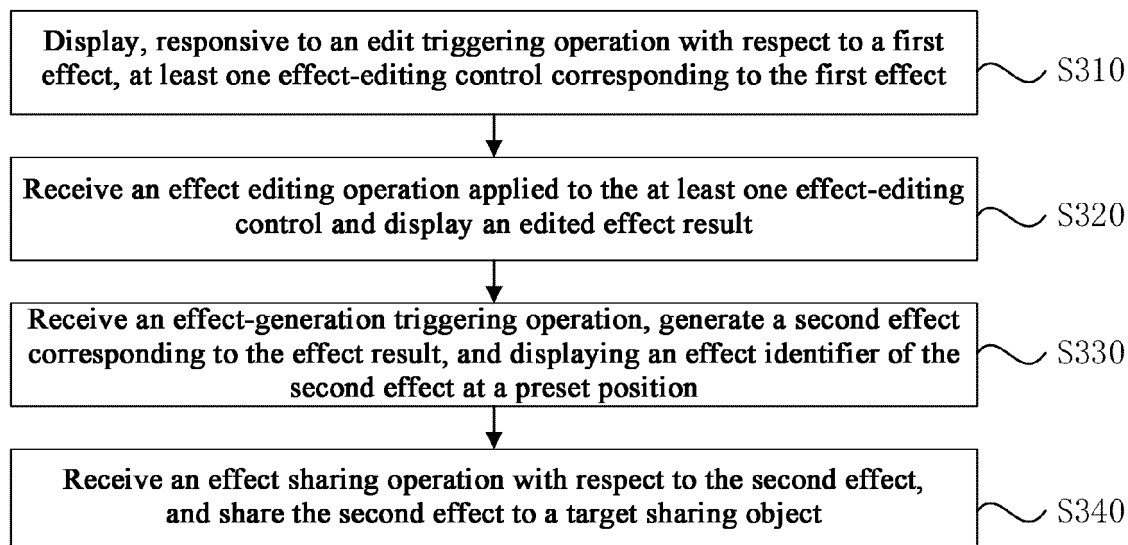 Display, responsive to an edit triggering operation with respect to a first
effect, at least one effect-editing control corresponding to the first effect
S310
Receive an effect editing operation applied to the at least one effect-editing
control and display an edited effect result
S320
Receive an effect-generation triggering operation, generate a second effect
corresponding to the effect result, and displaying an effect identifier of the
second effect at a preset position
S330
Receive an effect sharing operation with respect to the second effect,
and share the second effect to a target sharing object
S340